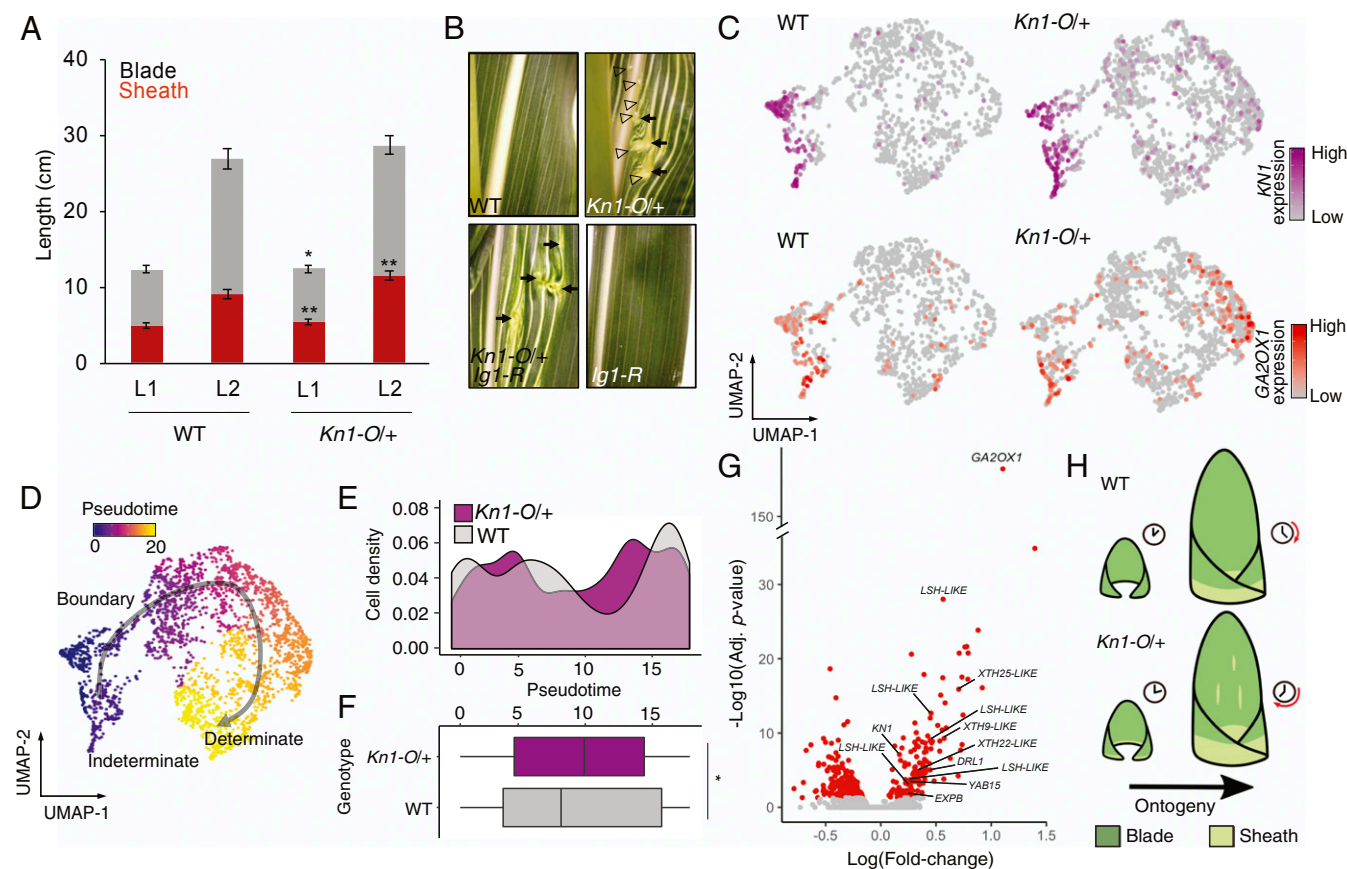 A
40
30
20
10
0
Length (cm)
Blade
Sheath
*
**
**
L1
L2
L1
L2
WT
Kn1-O/+
B
WT
Kn1-O/+
Kn1-O/+
lg1-R
lg1-R
C
WT
Kn1-O/+
High
Low
KN1
expression
WT
Kn1-O/+
High
Low
GA2OX1
expression
UMAP-2
UMAP-1
D
Pseudotime
0
20
Boundary
Determinate
Indeterminate
UMAP-2
UMAP-1
E
Kn1-O/+
WT
0.08
0.06
0.04
0.02
0.00
Cell density
0
5
10
15
Pseudotime
F
0
5
10
15
Kn1-O/+
WT
Genotype
*
G
GA2OX1
150
30
20
10
0
-Log10(Adj. p-value)
LSH-LIKE
XTH25-LIKE
LSH-LIKE
LSH-LIKE
KN1
XTH9-LIKE
LSH-LIKE
XTH22-LIKE
DRL1
LSH-LIKE
YAB15
EXPB
-0.5
0.0
0.5
1.0
1.5
Log(Fold-change)
H
WT
Kn1-O/+
Ontogeny
Blade
Sheath